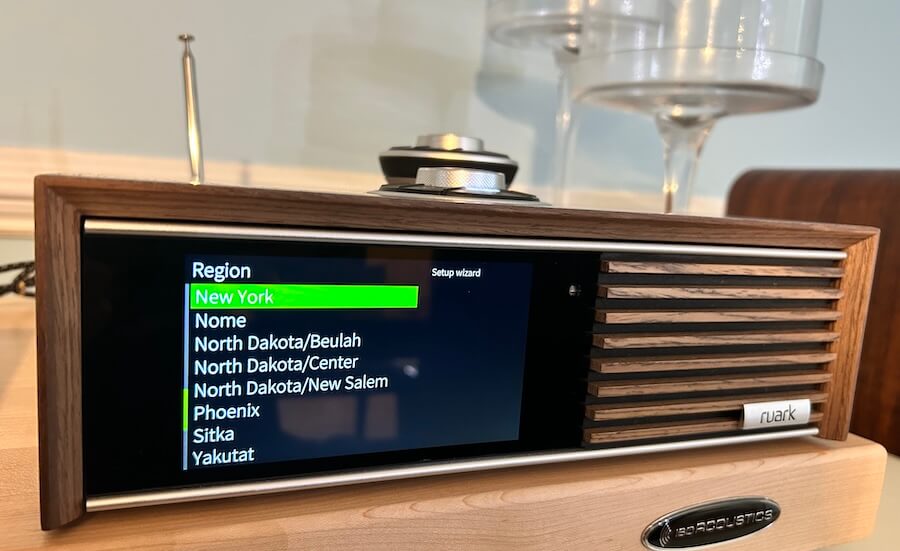 Region
Setup wizard
New York
Nome
North Dakota/Beulah
North Dakota/Center
North Dakota/New Salem
Phoenix
Sitka
Yakutat
ruark
ISOACOUSTICS